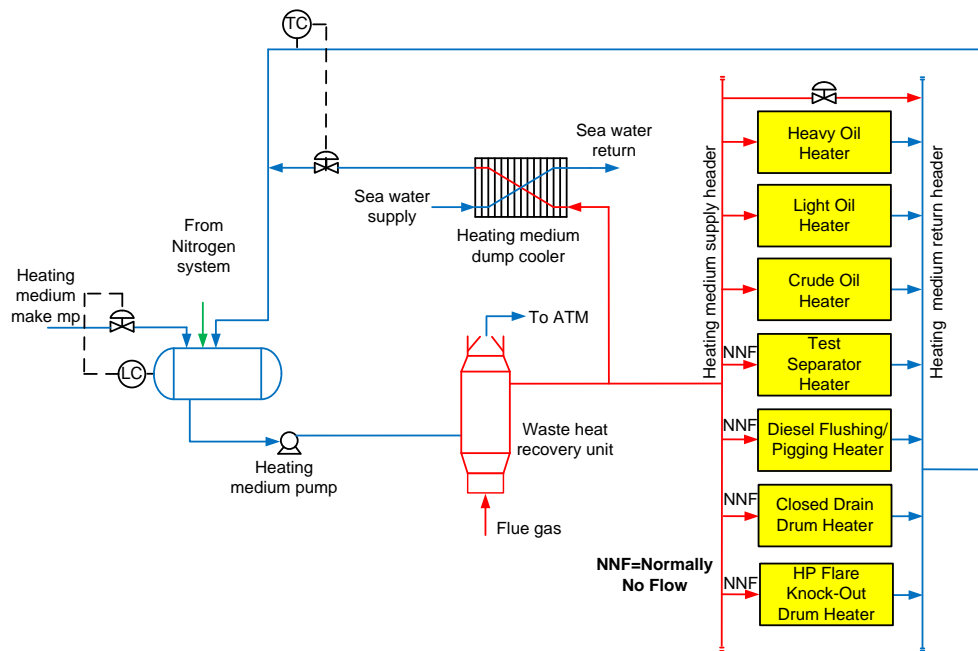 TC
Sea water
return
Sea water
supply
Heating medium
dump cooler
From
Nitrogen
system
Heating
medium
make mp
LC
To ATM
Waste heat
recovery unit
Heating
medium pump
Flue gas
NNF=Normally
No Flow
Heating medium supply header
Heavy Oil
Heater
Light Oil
Heater
Crude Oil
Heater
NNF
Test
Separator
Heater
NNF
Diesel Flushing/
Pigging Heater
NNF
Closed Drain
Drum Heater
NNF
HP Flare
Knock-Out
Drum Heater
Heating medium return header